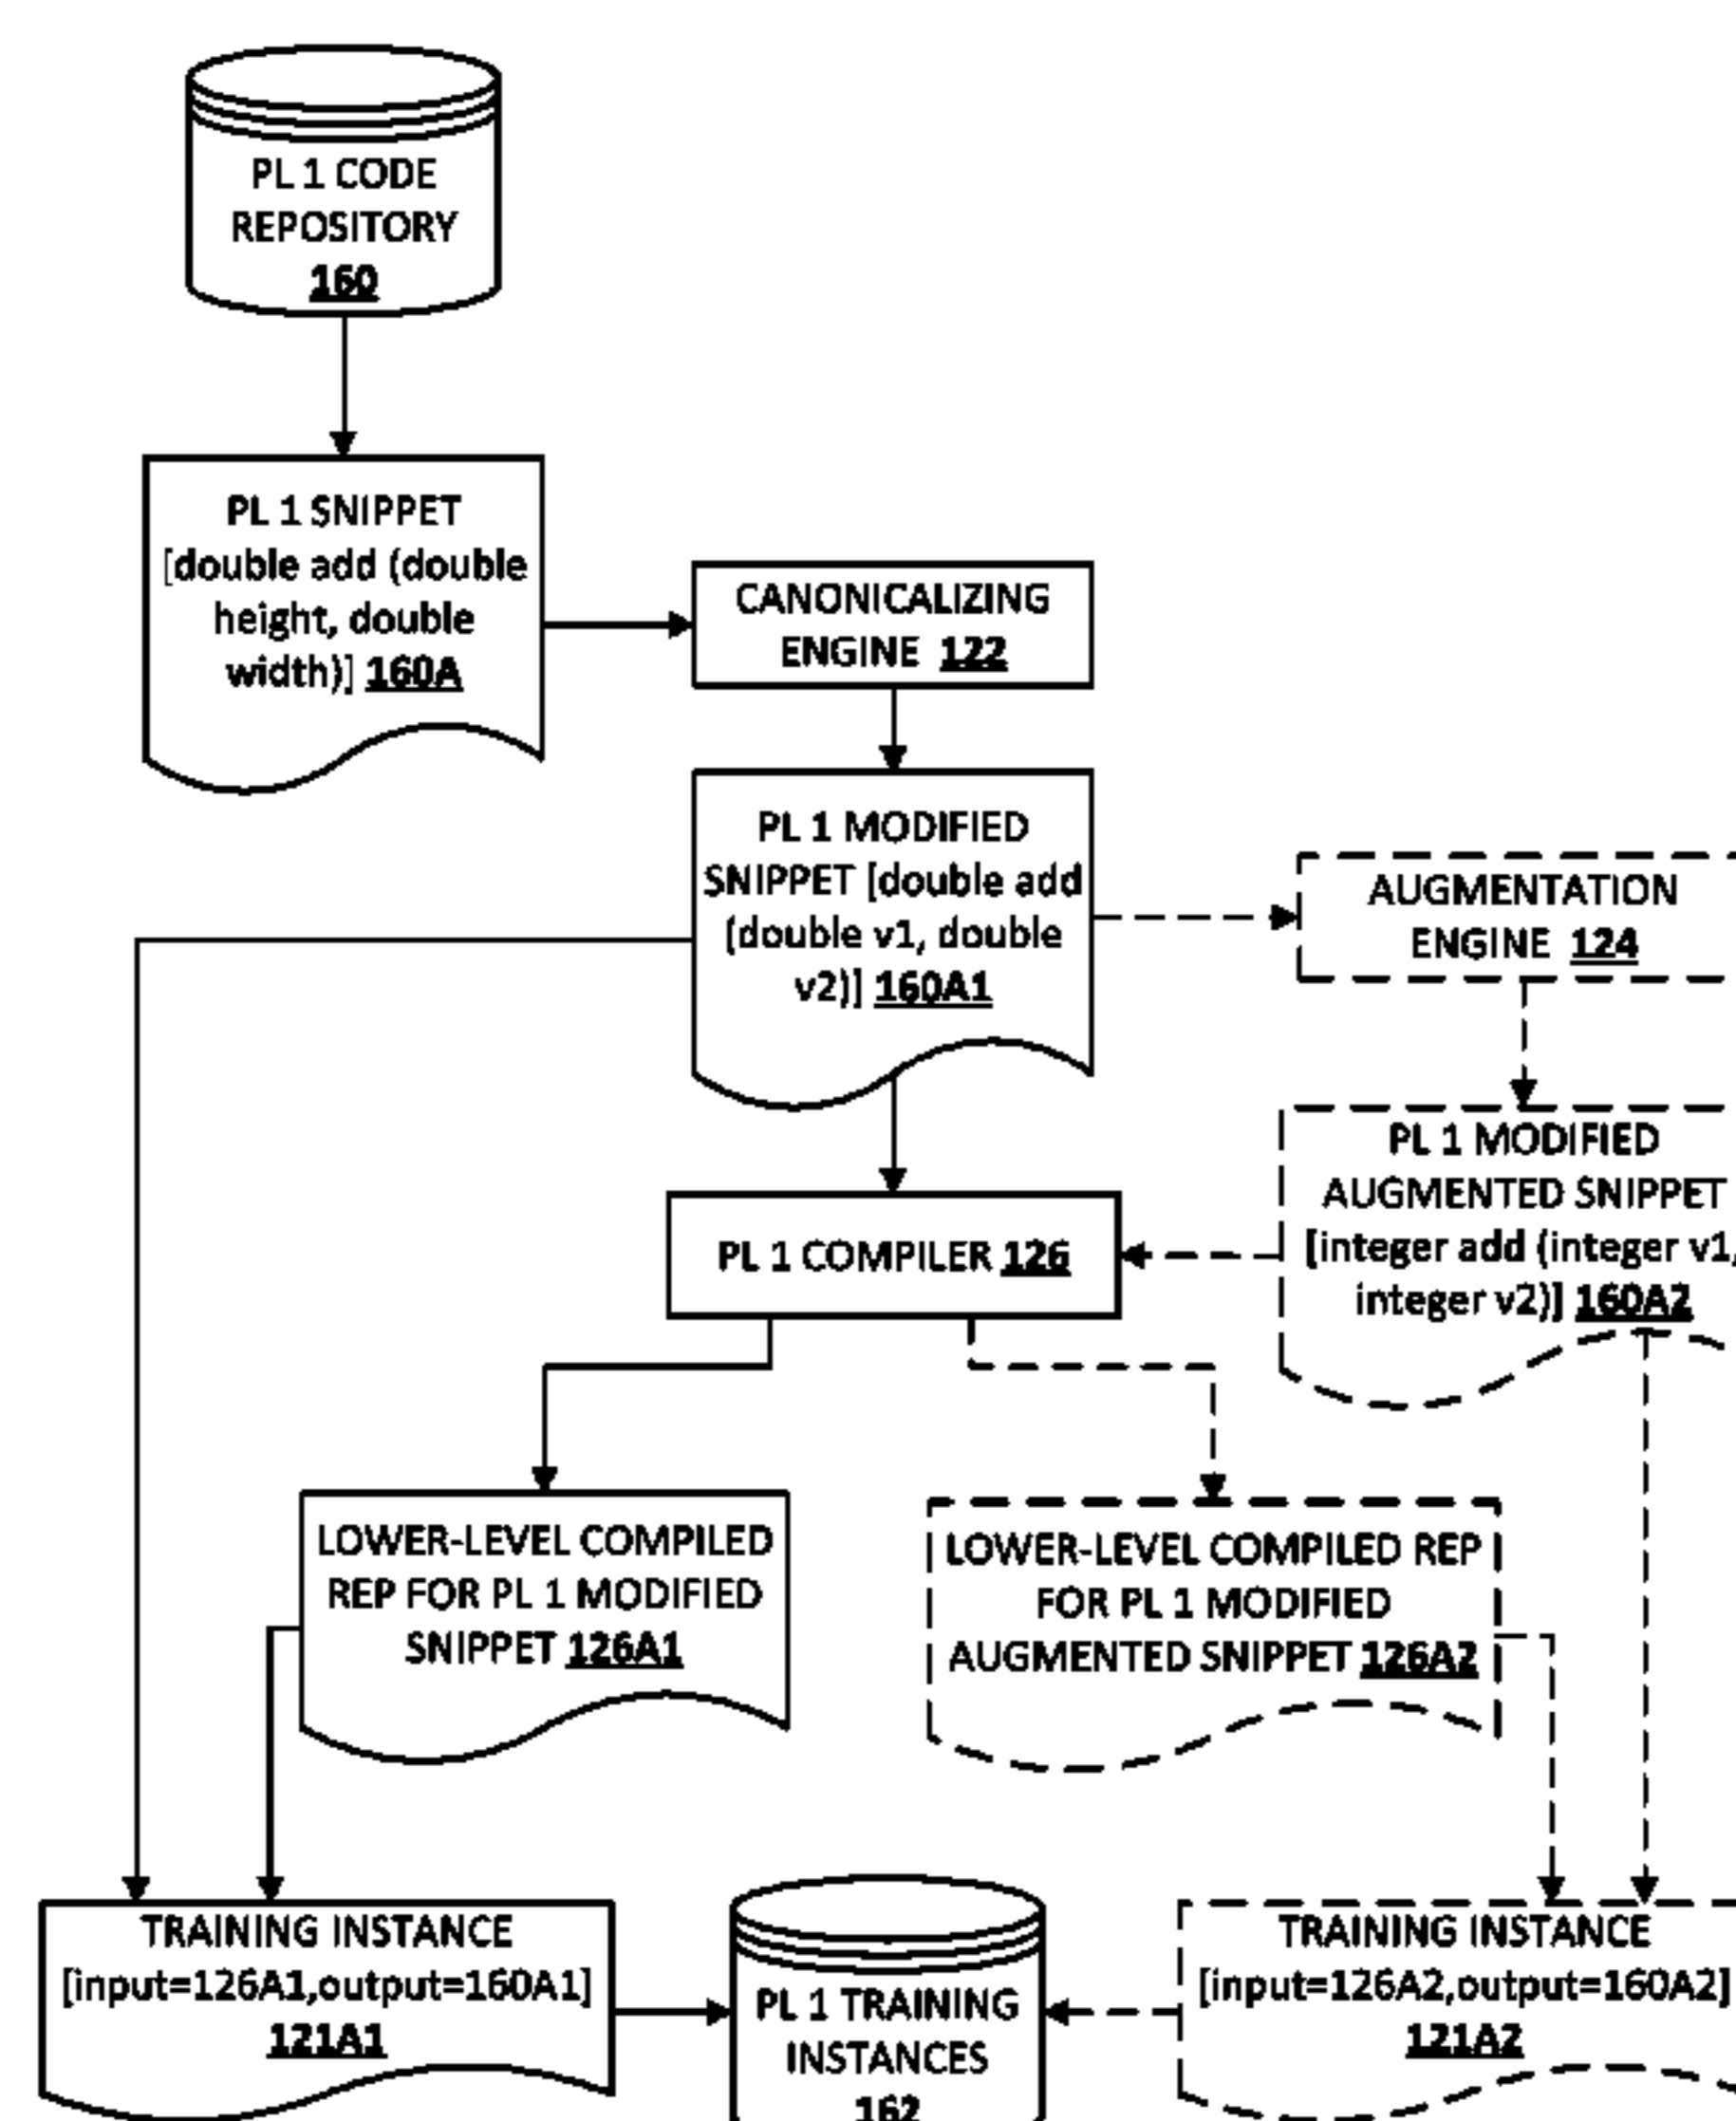 PL 1 CODE
REPOSITORY
160
PL 1 SNIPPET
[double add (double
height, double
width)] 160A
CANONICALIZING
ENGINE 122
PL 1 MODIFIED
SNIPPET [double add
(double v1, double
v2)] 160A1
AUGMENTATION
ENGINE 124
PL 1 MODIFIED
AUGMENTED SNIPPET
[integer add (integer v1,
integer v2)] 160A2
PL 1 COMPILER 126
LOWER-LEVEL COMPILED
REP FOR PL 1 MODIFIED
SNIPPET 126A1
LOWER-LEVEL COMPILED REP
FOR PL 1 MODIFIED
AUGMENTED SNIPPET 126A2
TRAINING INSTANCE
[input=126A1,output=160A1]
121A1
PL 1 TRAINING
INSTANCES
162
TRAINING INSTANCE
[input=126A2,output=160A2]
121A2